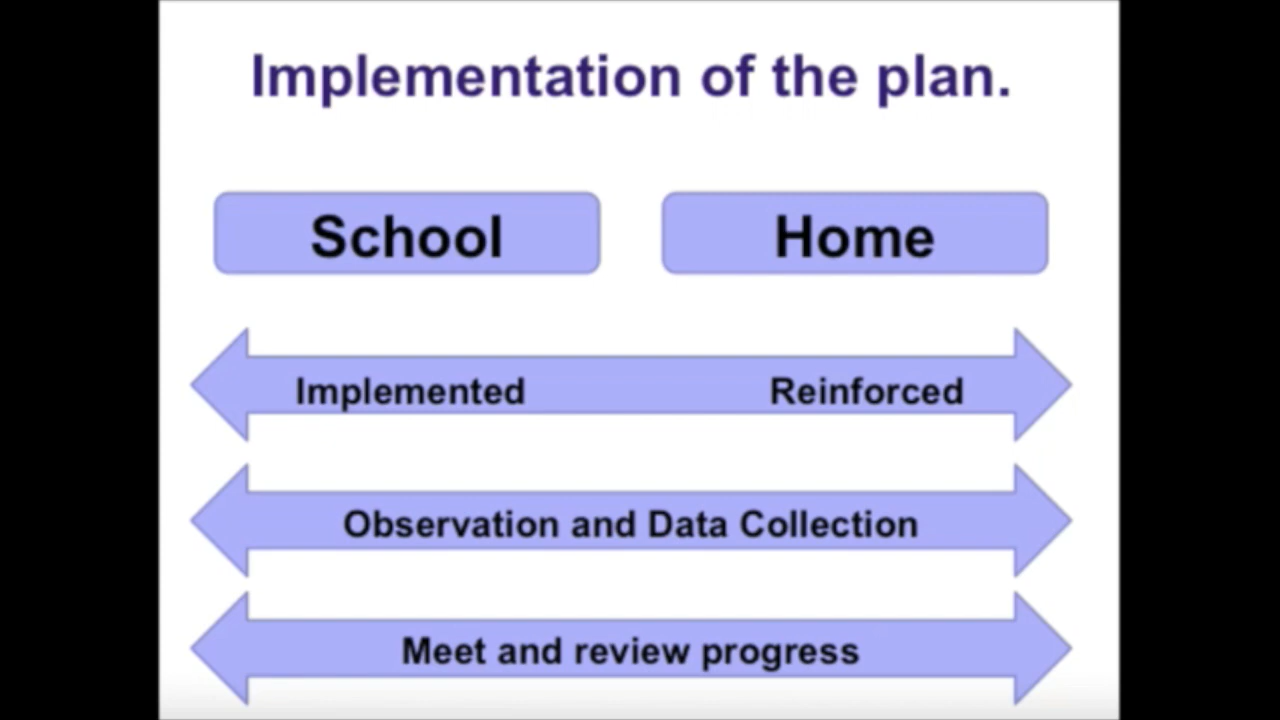 Implementation of the plan.
School
Home
Implemented
Reinforced
Observation and Data Collection
Meet and review progress